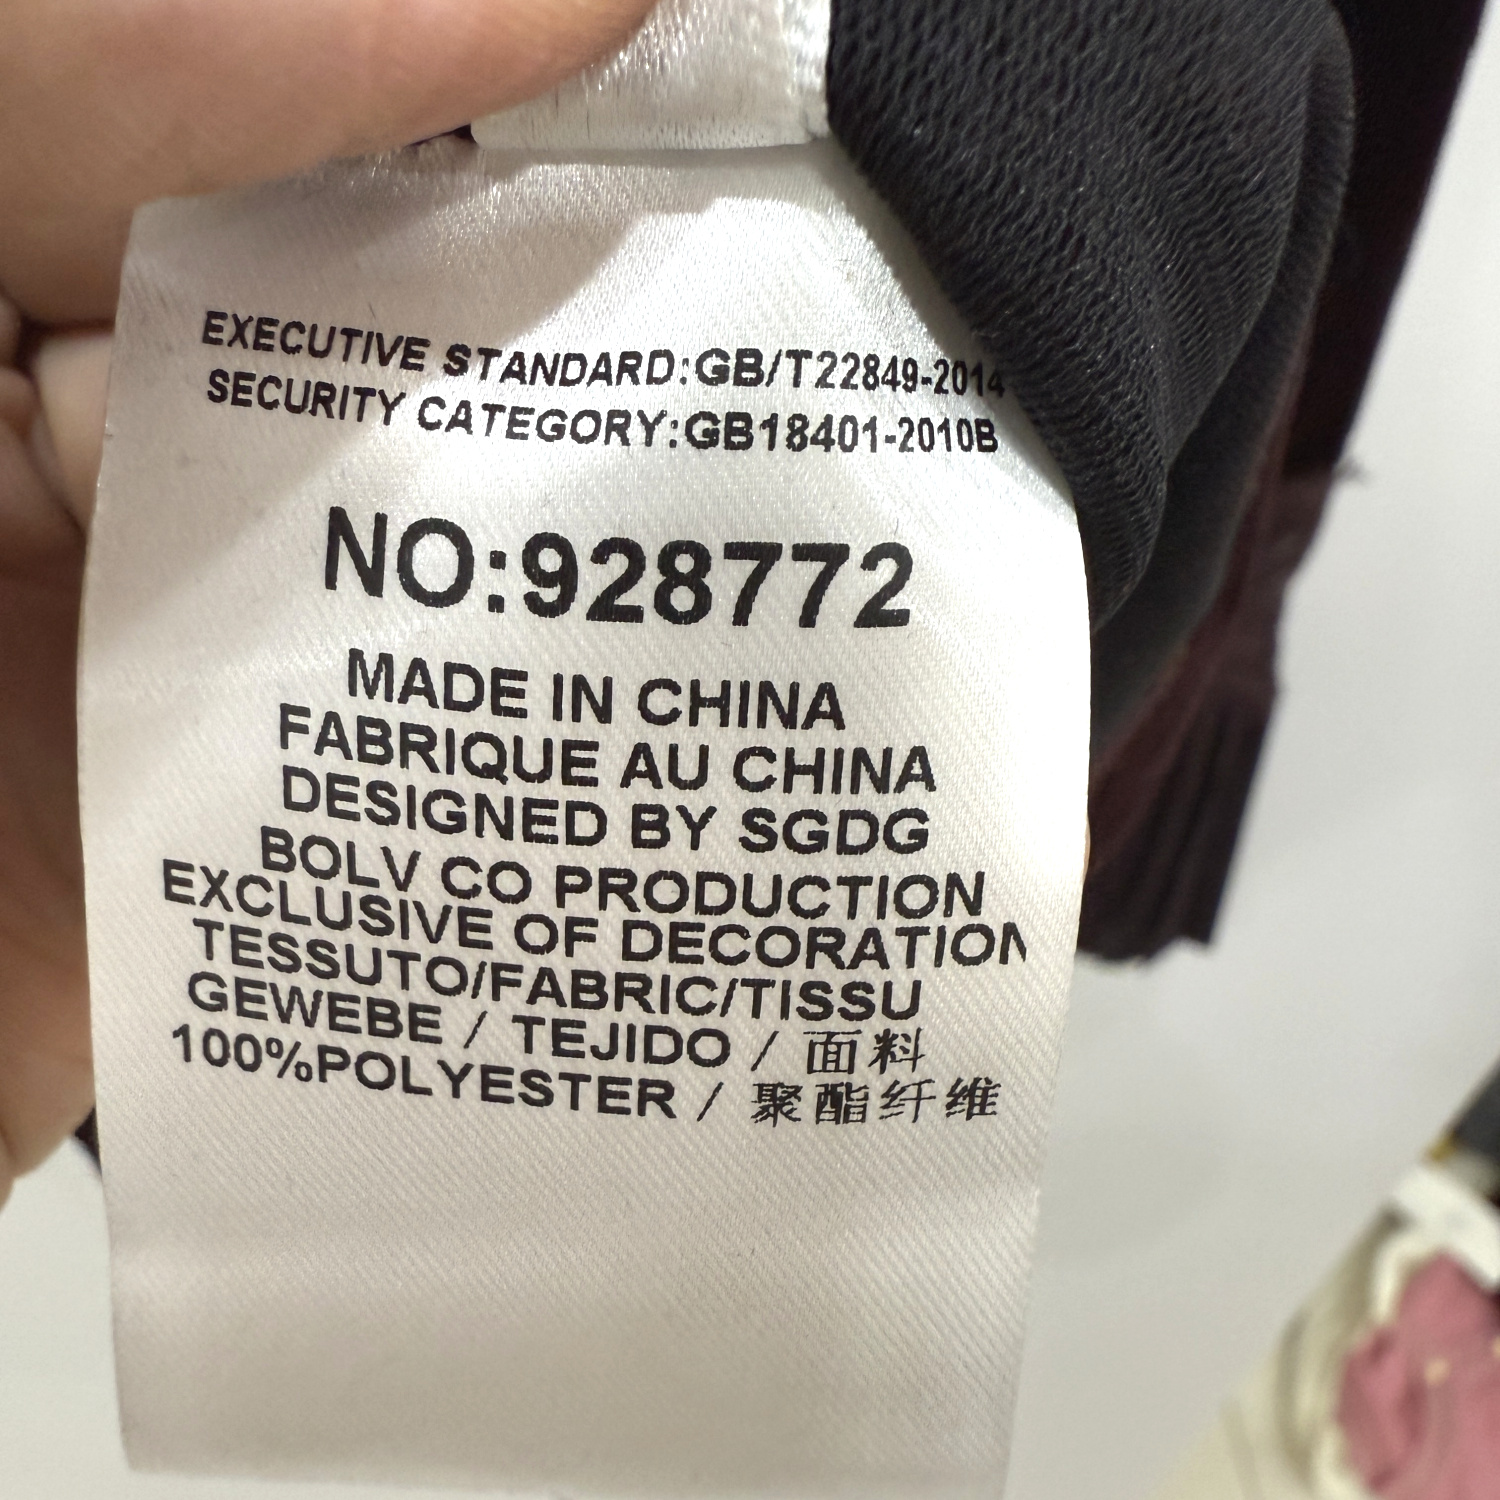 EXECUTIVE STANDARD:GB/T22849-2014
SECURITY CATEGORY:GB18401-2010B
NO:928772
MADE IN CHINA
FABRIQUE AU CHINA
DESIGNED BY SGDG
BOLV CO PRODUCTION
EXCLUSIVE OF DECORATION
TESSUTO/FABRIC/TISSU
GEWEBE / TEJIDO / 面料
100%POLYESTER / 聚酯纤维